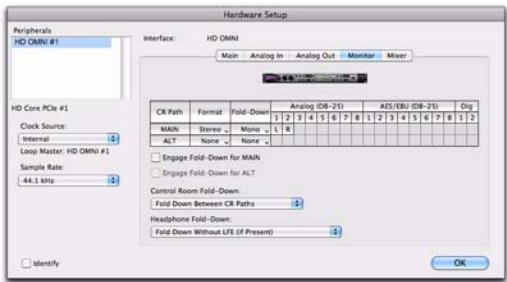 Hardware Setup
Peripherals
HD OMNI #1
Interface: HD OMNI
Main Analog In Analog Out Monitor Mixer
HD Core PCIe #1
Clock Source:
Internal
Loop Master: HD OMNI #1
Sample Rate:
44.1 kHz
CR Path Format Fold-Down Analog (DB-25) AES/EBU (DB-25) Dig
1 2 3 4 5 6 7 8 1 2 3 4 5 6 7 8 1 2
MAIN Stereo Mono L R
ALT None None
Engage Fold-Down for MAIN
Engage Fold-Down for ALT
Control Room Fold-Down:
Fold Down Between CR Paths
Headphone Fold-Down:
Fold Down Without LFE (if Present)
Identify
OK